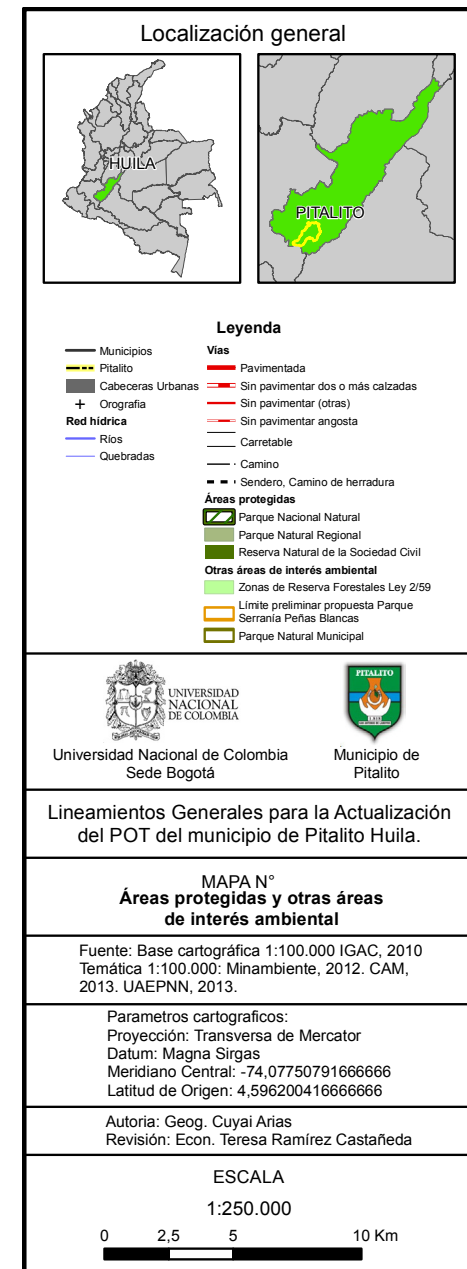 Localización general
HUILA
PITALITO
Leyenda
Municipios
Pitalito
Cabeceras Urbanas
Orografia
Red hídrica
Ríos
Quebradas
Vías
Pavimentada
Sin pavimentar dos o más calzadas
Sin pavimentar (otras)
Sin pavimentar angosta
Carretable
Camino
Sendero, Camino de herradura
Áreas protegidas
Parque Nacional Natural
Parque Natural Regional
Reserva Natural de la Sociedad Civil
Otras áreas de interés ambiental
Zonas de Reserva Forestales Ley 2/59
Límite preliminar propuesta Parque
Serranía Peñas Blancas
Parque Natural Municipal
UNIVERSIDAD
NACIONAL
DE COLOMBIA
Universidad Nacional de Colombia
Sede Bogotá
PITALITO
Municipio de
Pitalito
Lineamientos Generales para la Actualización
del POT del municipio de Pitalito Huila.
MAPA N°
Áreas protegidas y otras áreas
de interés ambiental
Fuente: Base cartográfica 1:100.000 IGAC, 2010
Temática 1:100.000: Minambiente, 2012. CAM,
2013. UAEPNN, 2013.
Parametros cartograficos:
Proyección: Transversa de Mercator
Datum: Magna Sirgas
Meridiano Central: -74,07750791666666
Latitud de Origen: 4,596200416666666
Autoria: Geog. Cuyai Arias
Revisión: Econ. Teresa Ramírez Castañeda
ESCALA
1:250.000
0 2,5 5 10 Km